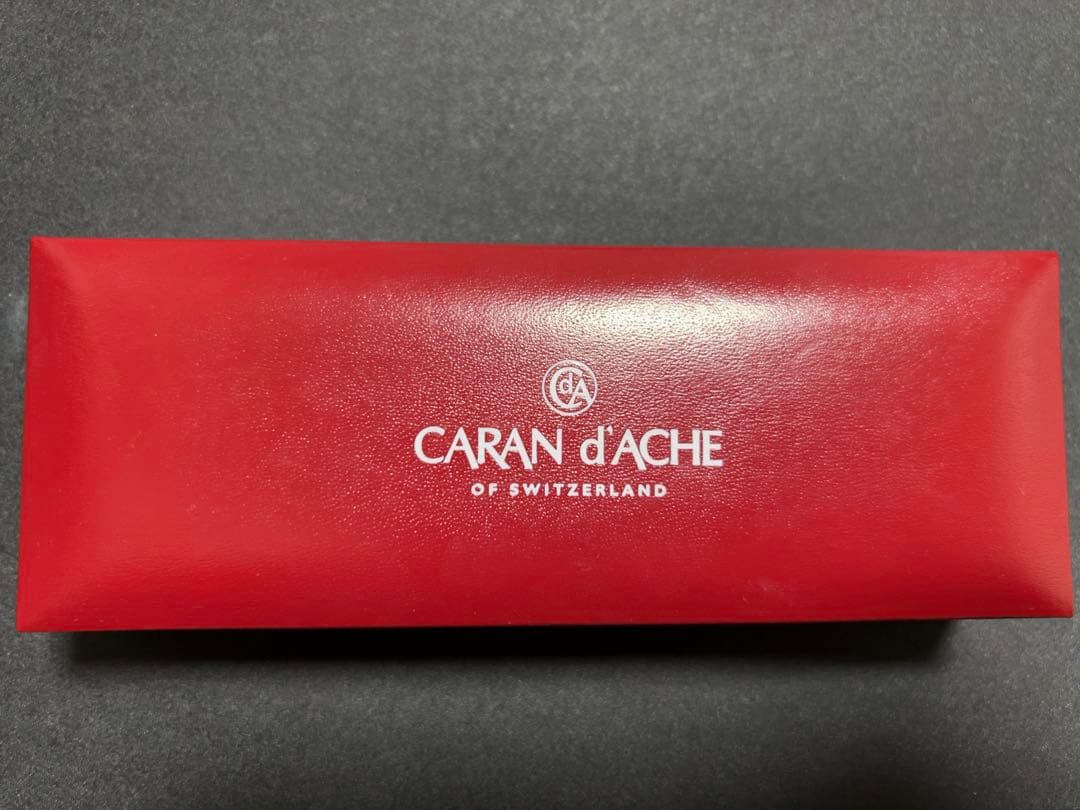 CdA
CARAN d'ACHE
OF SWITZERLAND